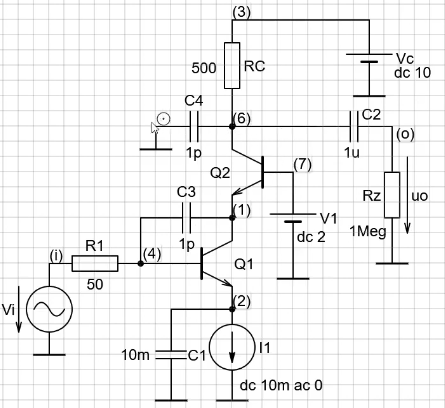 (3)
500
RC
Vc
dc 10
C4
(6)
C2
(o)
1p
1u
Q2
(7)
C3
Rz
uo
(1)
V1
1p
dc 2
1Meg
(i)
R1
(4)
Q1
50
(2)
Vi
10m
C1
I1
dc 10m ac 0